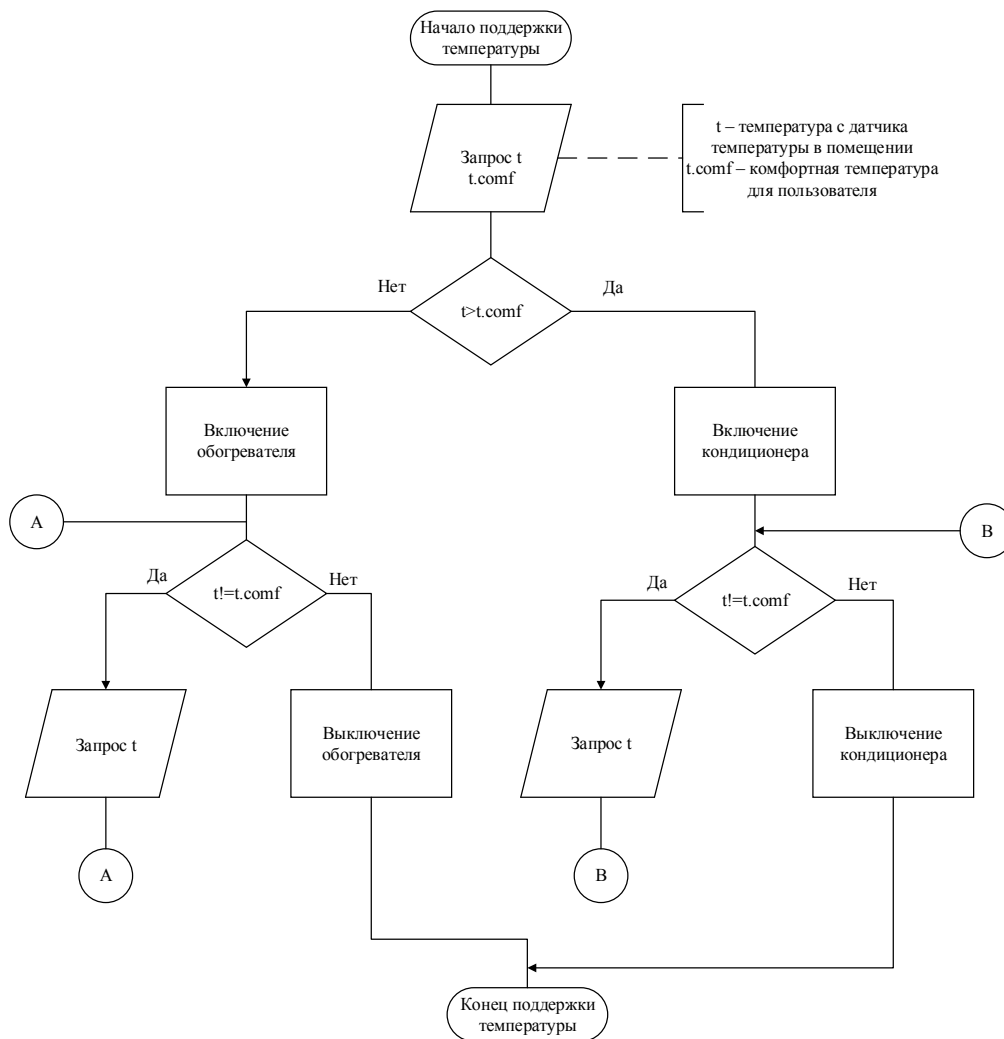 Начало поддержки
температуры
Запрос t
t.comf
t – температура с датчика
температуры в помещении
t.comf – комфортная температура
для пользователя
Нет
Да
t>t.comf
Включение
обогревателя
Включение
кондиционера
A
B
Да
Нет
t!=t.comf
Да
Нет
t!=t.comf
Запрос t
Выключение
обогревателя
Запрос t
Выключение
кондиционера
A
B
Конец поддержки
температуры